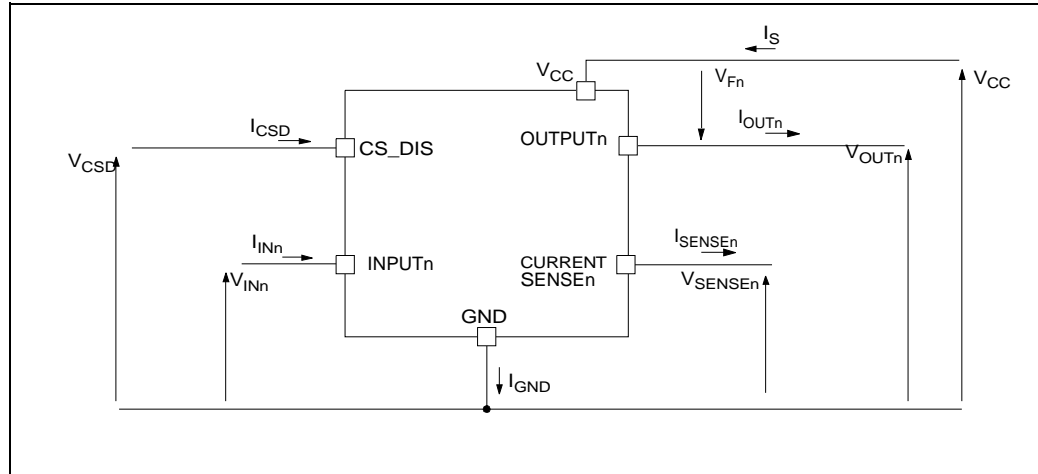 I_S
V_CC
V_Fn
V_CC
I_CSD
I_OUTn
OUTPUTn
CS_DIS
V_CSD
V_OUTn
I_INn
I_SENSEn
INPUTn
CURRENT
SENSEn
V_INn
V_SENSEn
GND
I_GND